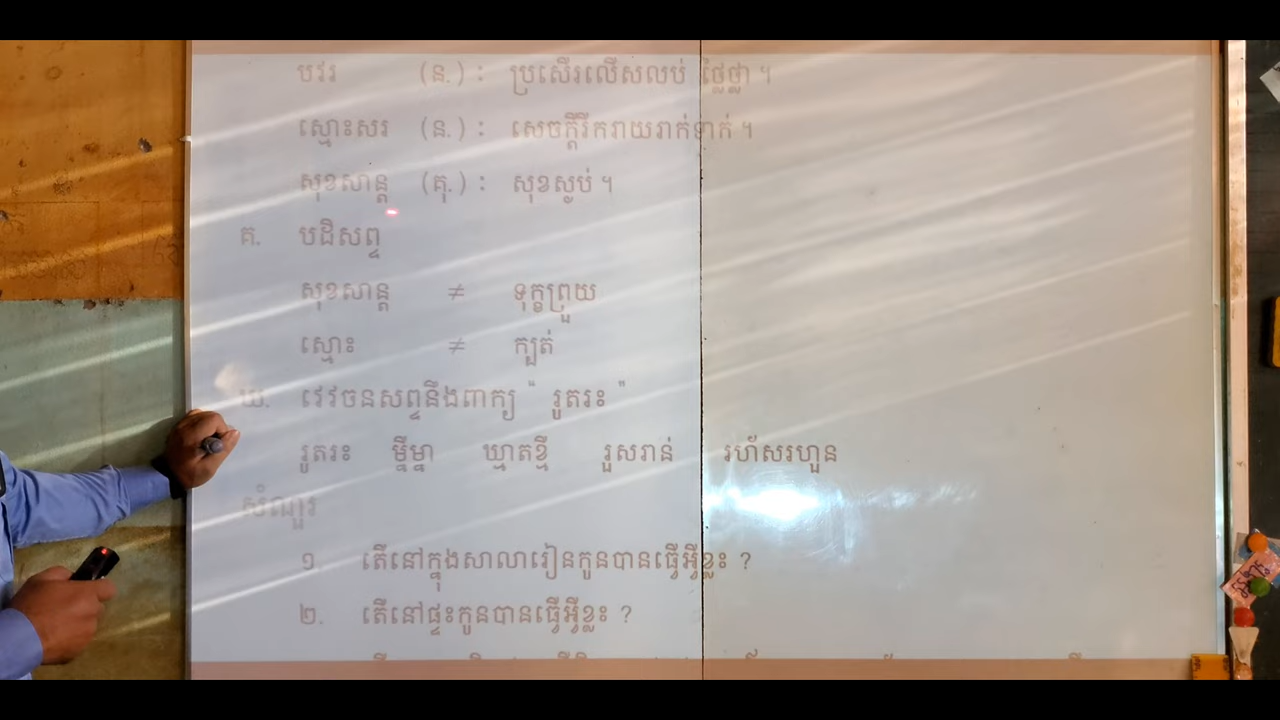 បវរ (ន.) ៖ ប្រសើរលើសលប់ ថ្លៃថ្លា ។
ស្មោះសរ (ន.) ៖ សេចក្តីរីករាយរាក់ទាក់ ។
សុខសាន្ត (គុ.) ៖ សុខស្លប់ ។
គ. បដិសព្ទ
សុខសាន្ត ≠ ទុក្ខព្រួយ
ស្មោះ ≠ ក្បត់
ឃ. វេវចនសព្ទនឹងពាក្យ " រូតរះ "
រូតរះ ម្នីម្នា ឃ្មាតខ្មី រួសរាន់ រហ័សរហួន
សំណួរ
១. តើនៅក្នុងសាលារៀនកូនបានធ្វើអ្វីខ្លះ ?
២. តើនៅផ្ទះកូនបានធ្វើអ្វីខ្លះ ?